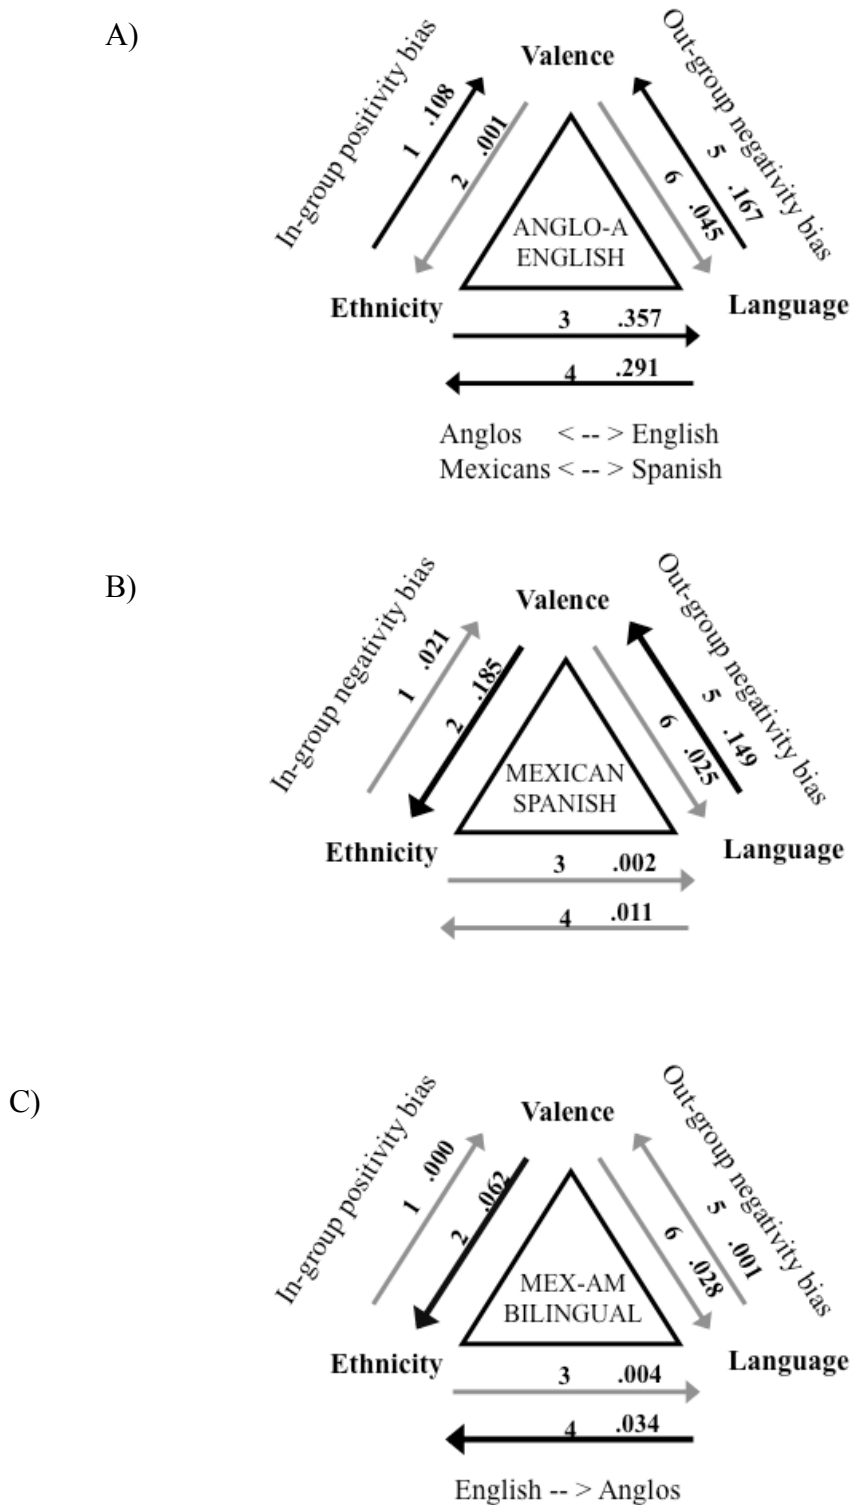 A)
In-group positivity bias
Valence
Out-group negativity bias
1 .108
2 .001
5 .167
6 .045
ANGLO-A
ENGLISH
Ethnicity
Language
3 .357
4 .291
Anglos < -- > English
Mexicans < -- > Spanish
B)
In-group negativity bias
Valence
Out-group negativity bias
1 .021
2 .185
5 .149
6 .025
MEXICAN
SPANISH
Ethnicity
Language
3 .002
4 .011
C)
In-group positivity bias
Valence
Out-group negativity bias
1 .000
2 .062
5 .001
6 .028
MEX-AM
BILINGUAL
Ethnicity
Language
3 .004
4 .034
English -- > Anglos